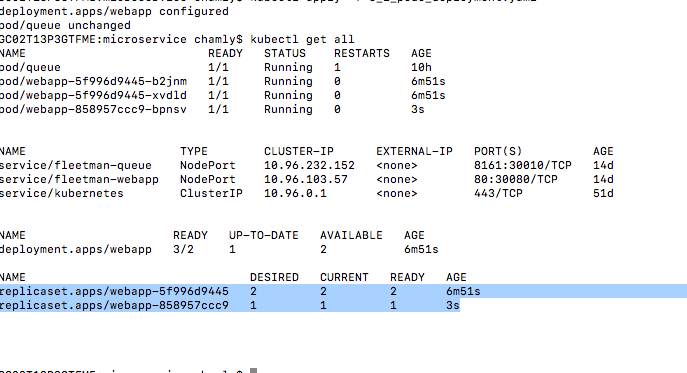 deployment.apps/webapp configured
pod/queue unchanged
GC02T13P3GTFME:microservice chamly$ kubectl get all
NAME READY STATUS RESTARTS AGE
pod/queue 1/1 Running 1 10h
pod/webapp-5f996d9445-b2jnm 1/1 Running 0 6m51s
pod/webapp-5f996d9445-xvdld 1/1 Running 0 6m51s
pod/webapp-858957ccc9-bpnsv 1/1 Running 0 3s
NAME TYPE CLUSTER-IP EXTERNAL-IP PORT(S) AGE
service/fleetman-queue NodePort 10.96.232.152 <none> 8161:30010/TCP 14d
service/fleetman-webapp NodePort 10.96.103.57 <none> 80:30080/TCP 14d
service/kubernetes ClusterIP 10.96.0.1 <none> 443/TCP 51d
NAME READY UP-TO-DATE AVAILABLE AGE
deployment.apps/webapp 3/2 1 2 6m51s
NAME DESIRED CURRENT READY AGE
replicaset.apps/webapp-5f996d9445 2 2 2 6m51s
replicaset.apps/webapp-858957ccc9 1 1 1 3s